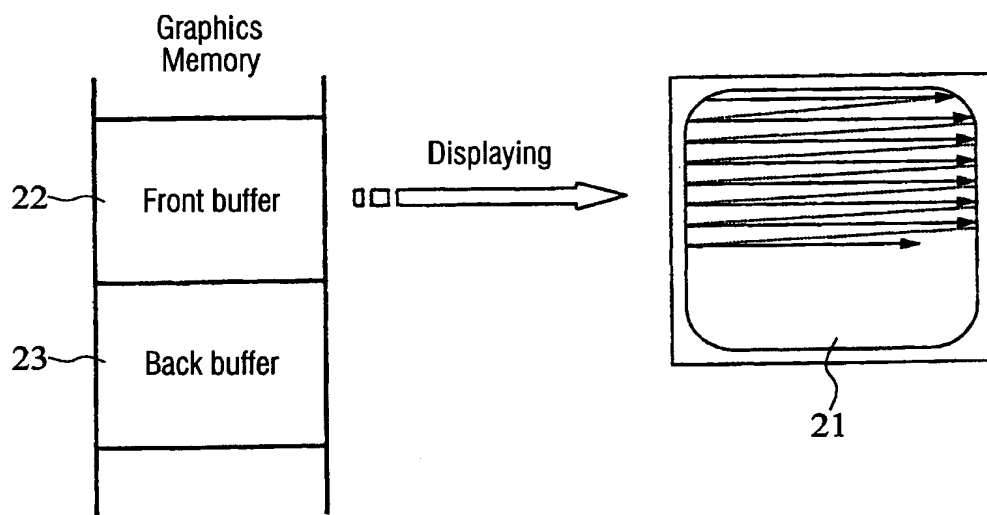 Graphics
Memory
22
Front buffer
Displaying
23
Back buffer
21